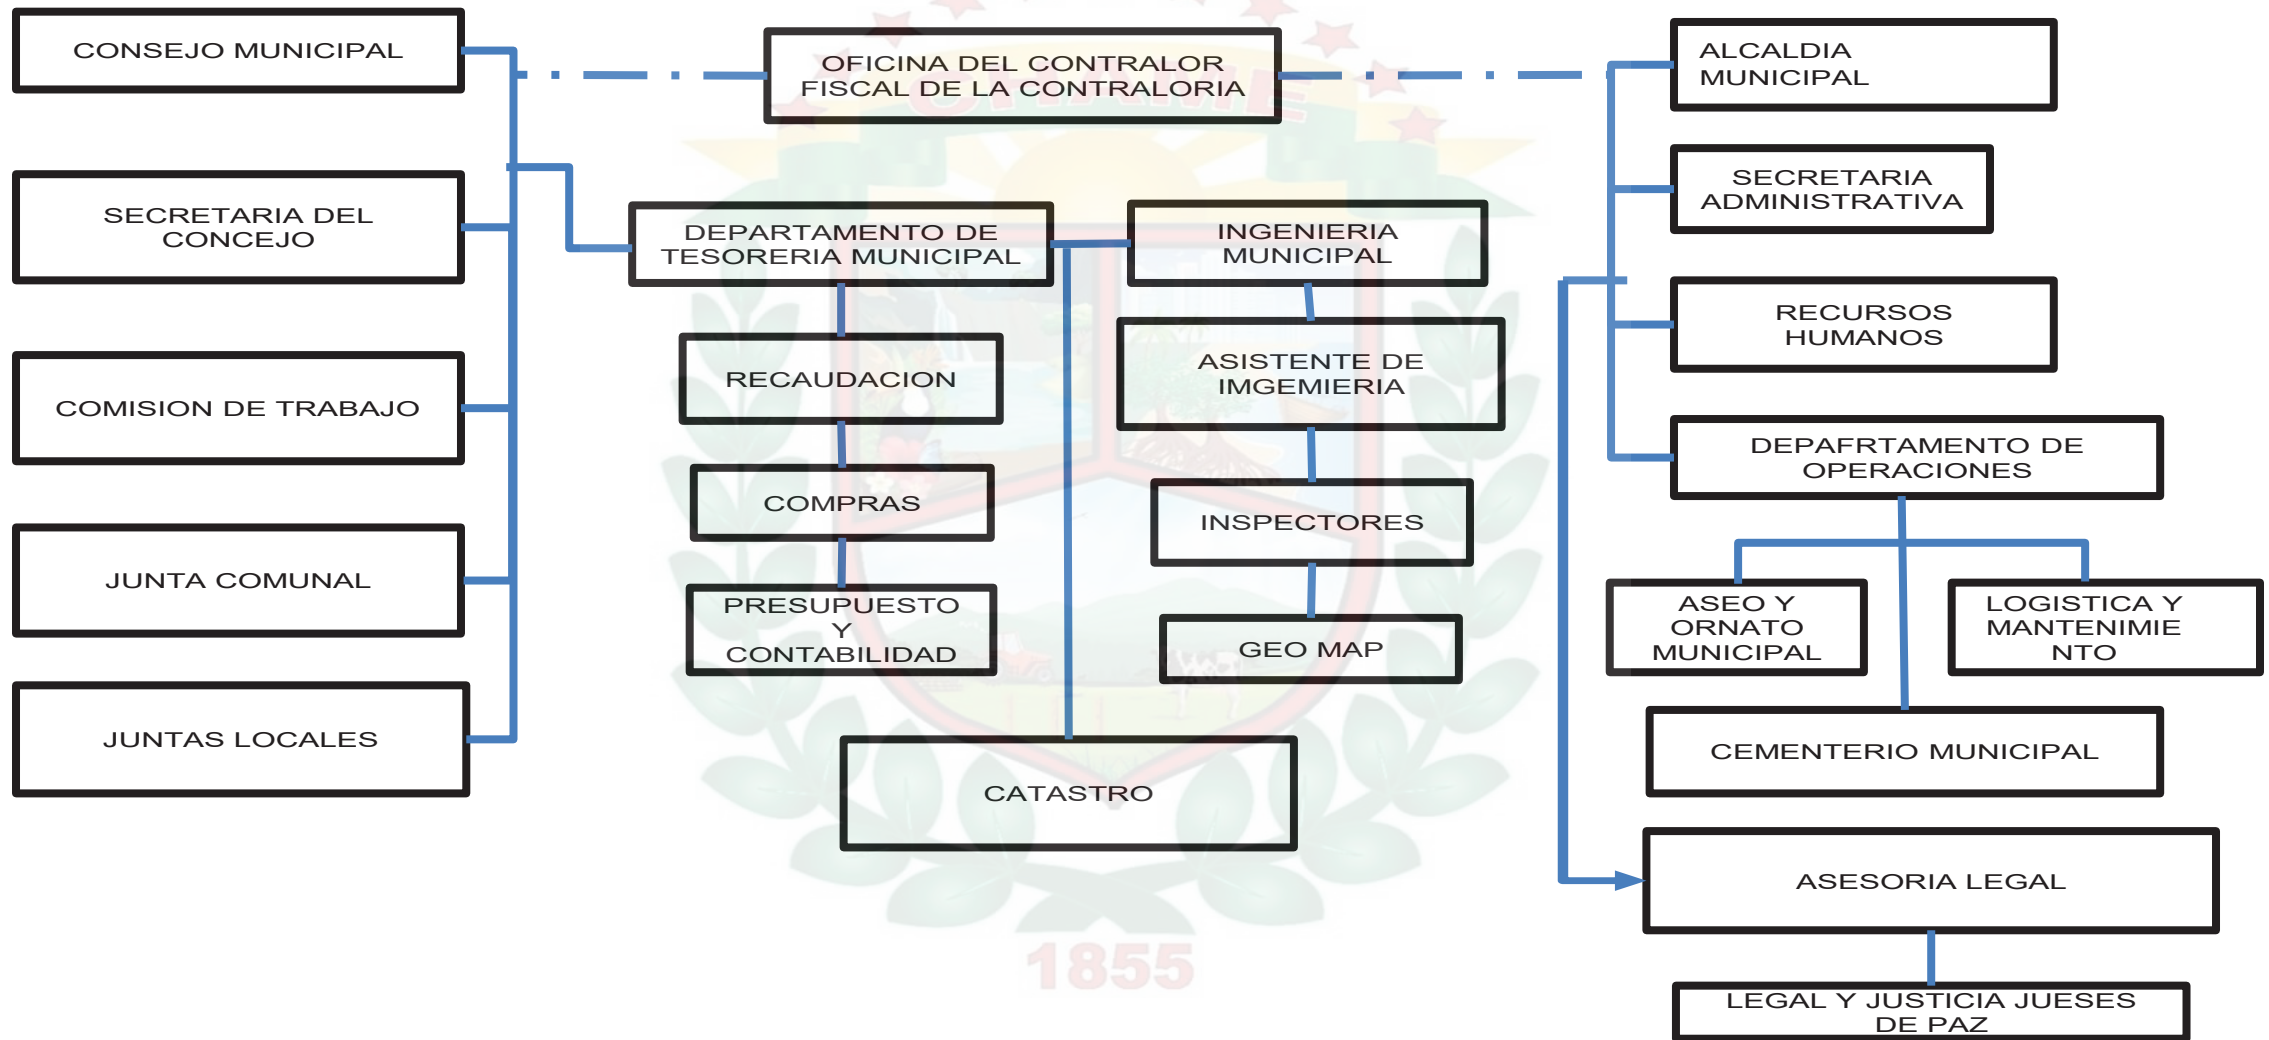 CONSEJO MUNICIPAL
SECRETARIA DEL
CONCEJO
COMISION DE TRABAJO
JUNTA COMUNAL
JUNTAS LOCALES
OFICINA DEL CONTRALOR
FISCAL DE LA CONTRALORIA
CHAME
DEPARTAMENTO DE
TESORERIA MUNICIPAL
RECAUDACION
COMPRAS
PRESUPUESTO
Y
CONTABILIDAD
INGENIERIA
MUNICIPAL
ASISTENTE DE
IMGEMIERIA
INSPECTORES
GEO MAP
CATASTRO
1855
ALCALDIA
MUNICIPAL
SECRETARIA
ADMINISTRATIVA
RECURSOS
HUMANOS
DEPAFRTAMENTO DE
OPERACIONES
ASEO Y
ORNATO
MUNICIPAL
LOGISTICA Y
MANTENIMIE
NTO
CEMENTERIO MUNICIPAL
ASESORIA LEGAL
LEGAL Y JUSTICIA JUESES
DE PAZ